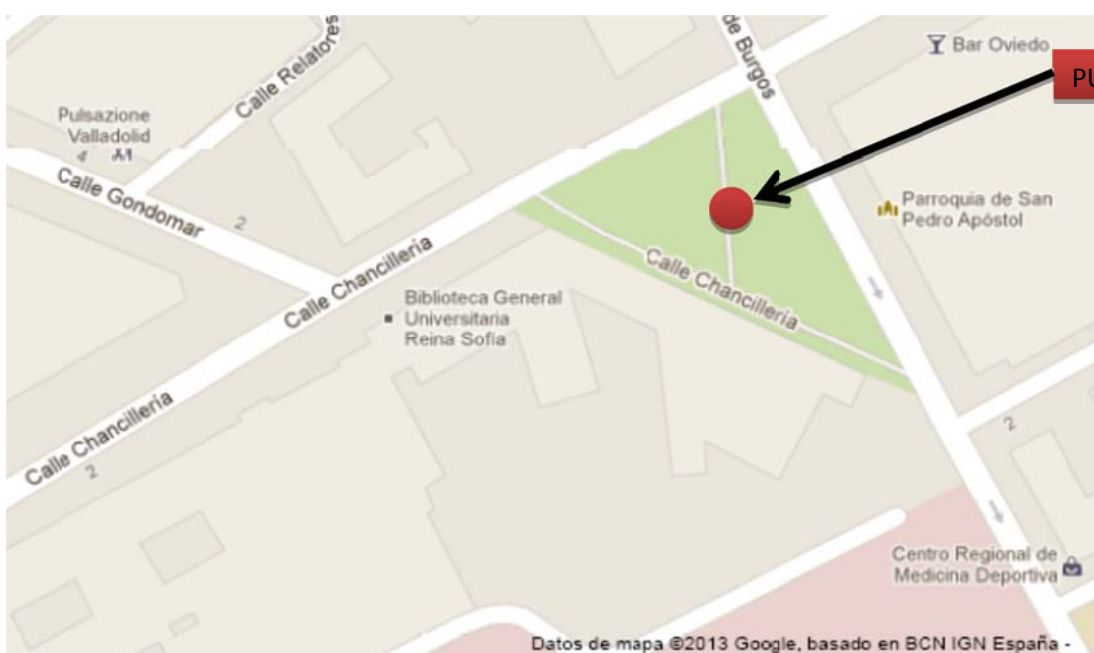 de Burgos
Bar Oviedo
PU
Calle Relatores
Pulsazione
Valladolid
4
Calle Gondomar
2
Parroquia de San
Pedro Apóstol
Calle Chancillería
Calle Chancillería
Biblioteca General
Universitaria
Reina Sofía
Calle Chancillería
2
2
Centro Regional de
Medicina Deportiva
Datos de mapa ©2013 Google, basado en BCN IGN España -